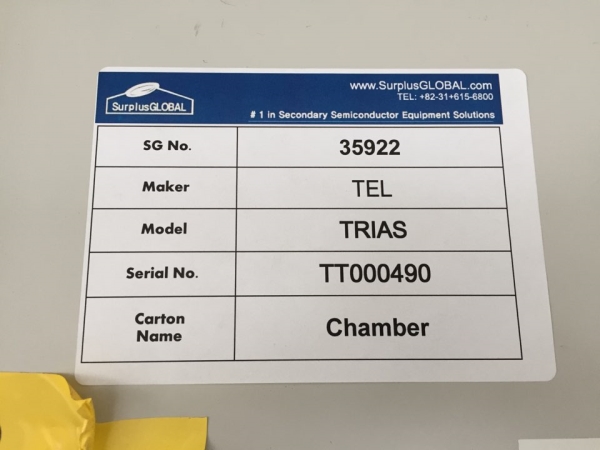 SurplusGLOBAL
www.SurplusGLOBAL.com
TEL: +82-31+615-6800
# 1 in Secondary Semiconductor Equipment Solutions
SG No. 35922
Maker TEL
Model TRIAS
Serial No. TT000490
Carton Name Chamber